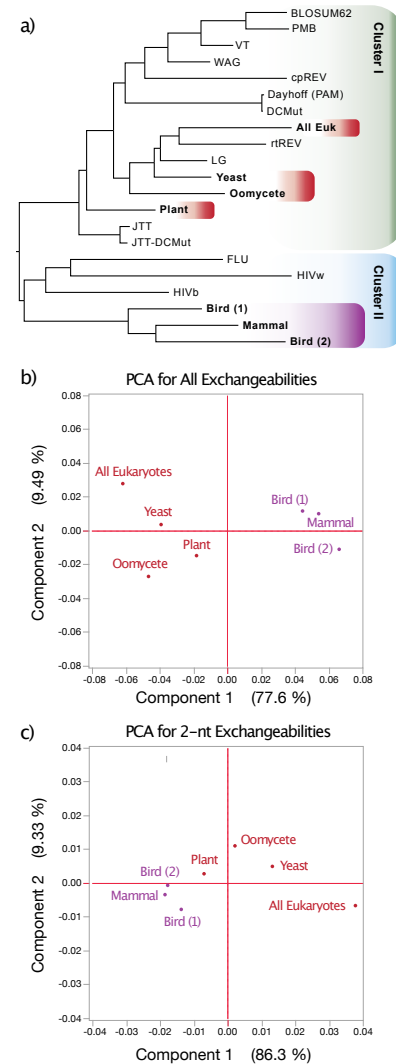 a)
BLOSUM62
PMB
VT
WAG
cpREV
Dayhoff (PAM)
DCMut
All Euk
rtREV
LG
Yeast
Oomycete
Plant
JTT
JTT-DCMut
Cluster I
FLU
HIVw
HIVb
Bird (1)
Mammal
Bird (2)
Cluster II
b)
PCA for All Exchangeabilities
0.08
0.06
0.04
0.02
0.00
-0.02
-0.04
-0.06
-0.08
Component 2 (9.49 %)
All Eukaryotes
Yeast
Plant
Oomycete
Bird (1)
Mammal
Bird (2)
-0.08 -0.06 -0.04 -0.02 0.00 0.02 0.04 0.06 0.08
Component 1 (77.6 %)
c)
PCA for 2-nt Exchangeabilities
0.04
0.03
0.02
0.01
0.00
-0.01
-0.02
-0.03
-0.04
Component 2 (9.33 %)
Oomycete
Plant
Yeast
Bird (2)
Mammal
Bird (1)
All Eukaryotes
-0.04 -0.03 -0.02 -0.01 0.00 0.01 0.02 0.03 0.04
Component 1 (86.3 %)